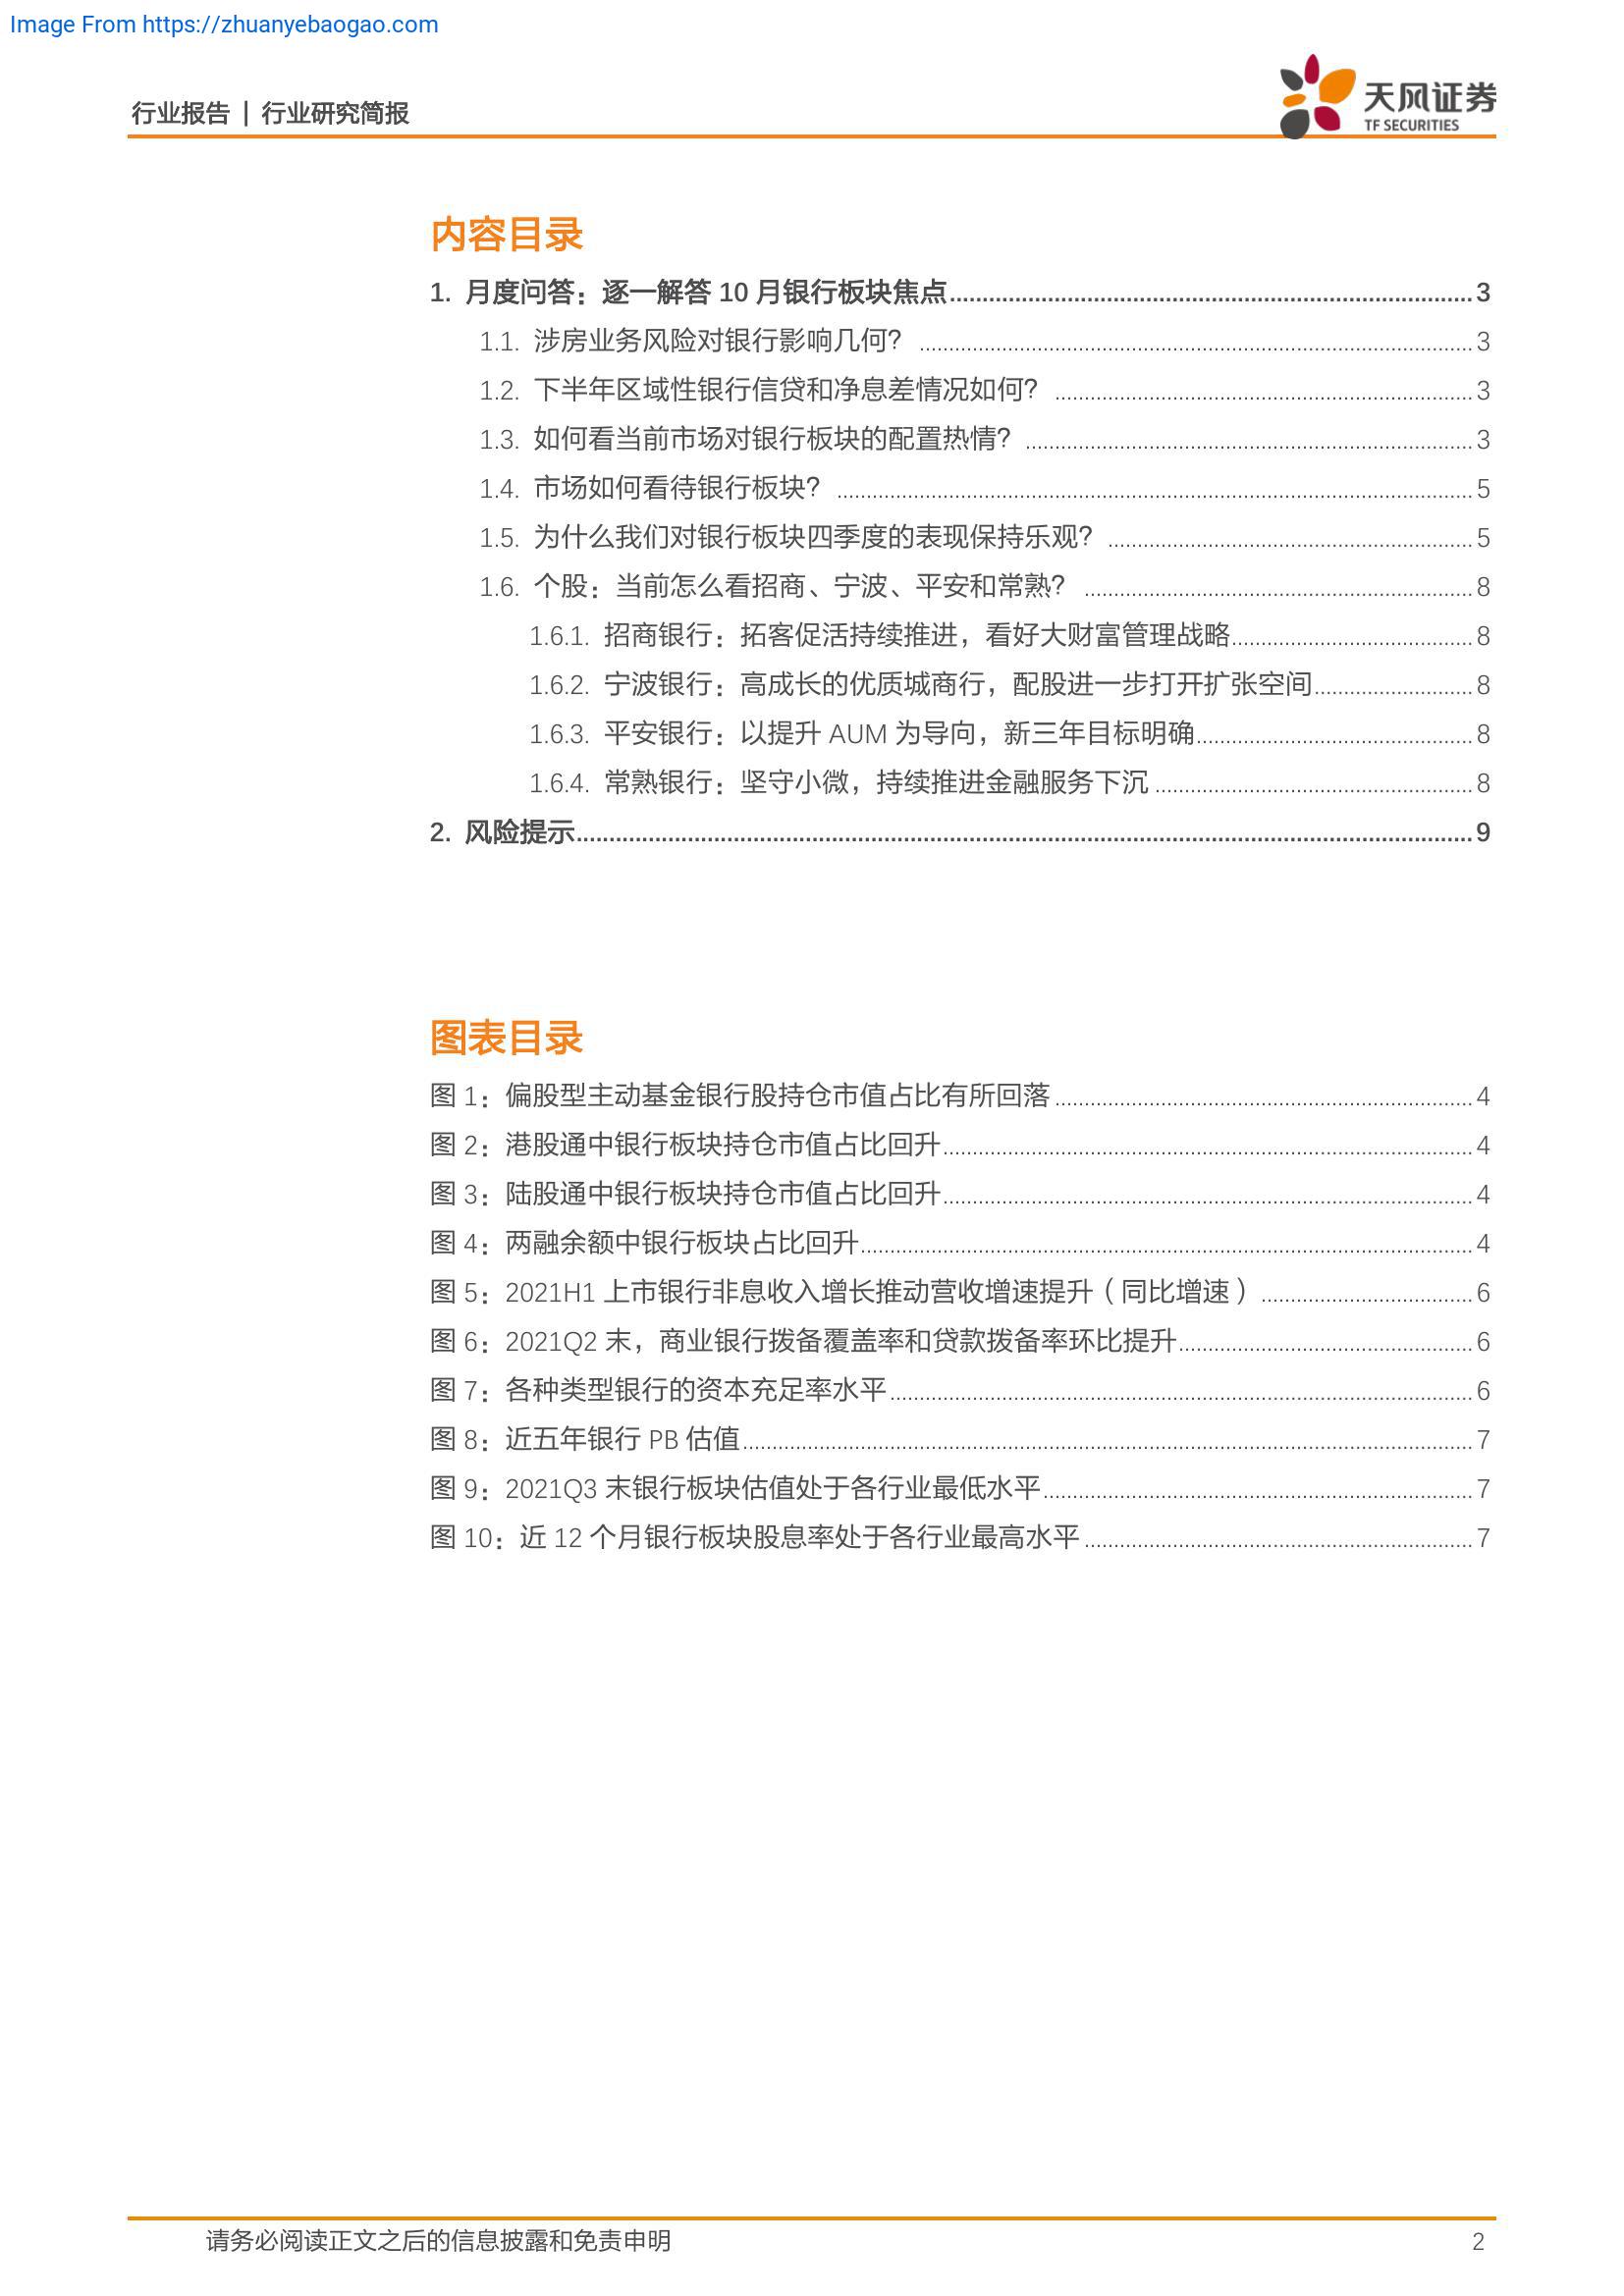 Image From https://zhuanyebaogao.com
行业报告 | 行业研究简报
天风证券
TF SECURITIES
内容目录
1. 月度问答：逐一解答 10 月银行板块焦点 3
1.1. 涉房业务风险对银行影响几何？ 3
1.2. 下半年区域性银行信贷和净息差情况如何？ 3
1.3. 如何看当前市场对银行板块的配置热情？ 3
1.4. 市场如何看待银行板块？ 5
1.5. 为什么我们对银行板块四季度的表现保持乐观？ 5
1.6. 个股：当前怎么看招商、宁波、平安和常熟？ 8
1.6.1. 招商银行：拓客促活持续推进，看好大财富管理战略 8
1.6.2. 宁波银行：高成长的优质城商行，配股进一步打开扩张空间 8
1.6.3. 平安银行：以提升 AUM 为导向，新三年目标明确 8
1.6.4. 常熟银行：坚守小微，持续推进金融服务下沉 8
2. 风险提示 9
图表目录
图 1：偏股型主动基金银行股持仓市值占比有所回落 4
图 2：港股通中银行板块持仓市值占比回升 4
图 3：陆股通中银行板块持仓市值占比回升 4
图 4：两融余额中银行板块占比回升 4
图 5：2021H1 上市银行非息收入增长推动营收增速提升（同比增速） 6
图 6：2021Q2 末，商业银行拨备覆盖率和贷款拨备率环比提升 6
图 7：各种类型银行的资本充足率水平 6
图 8：近五年银行 PB 估值 7
图 9：2021Q3 末银行板块估值处于各行业最低水平 7
图 10：近 12 个月银行板块股息率处于各行业最高水平 7
请务必阅读正文之后的信息披露和免责申明 2